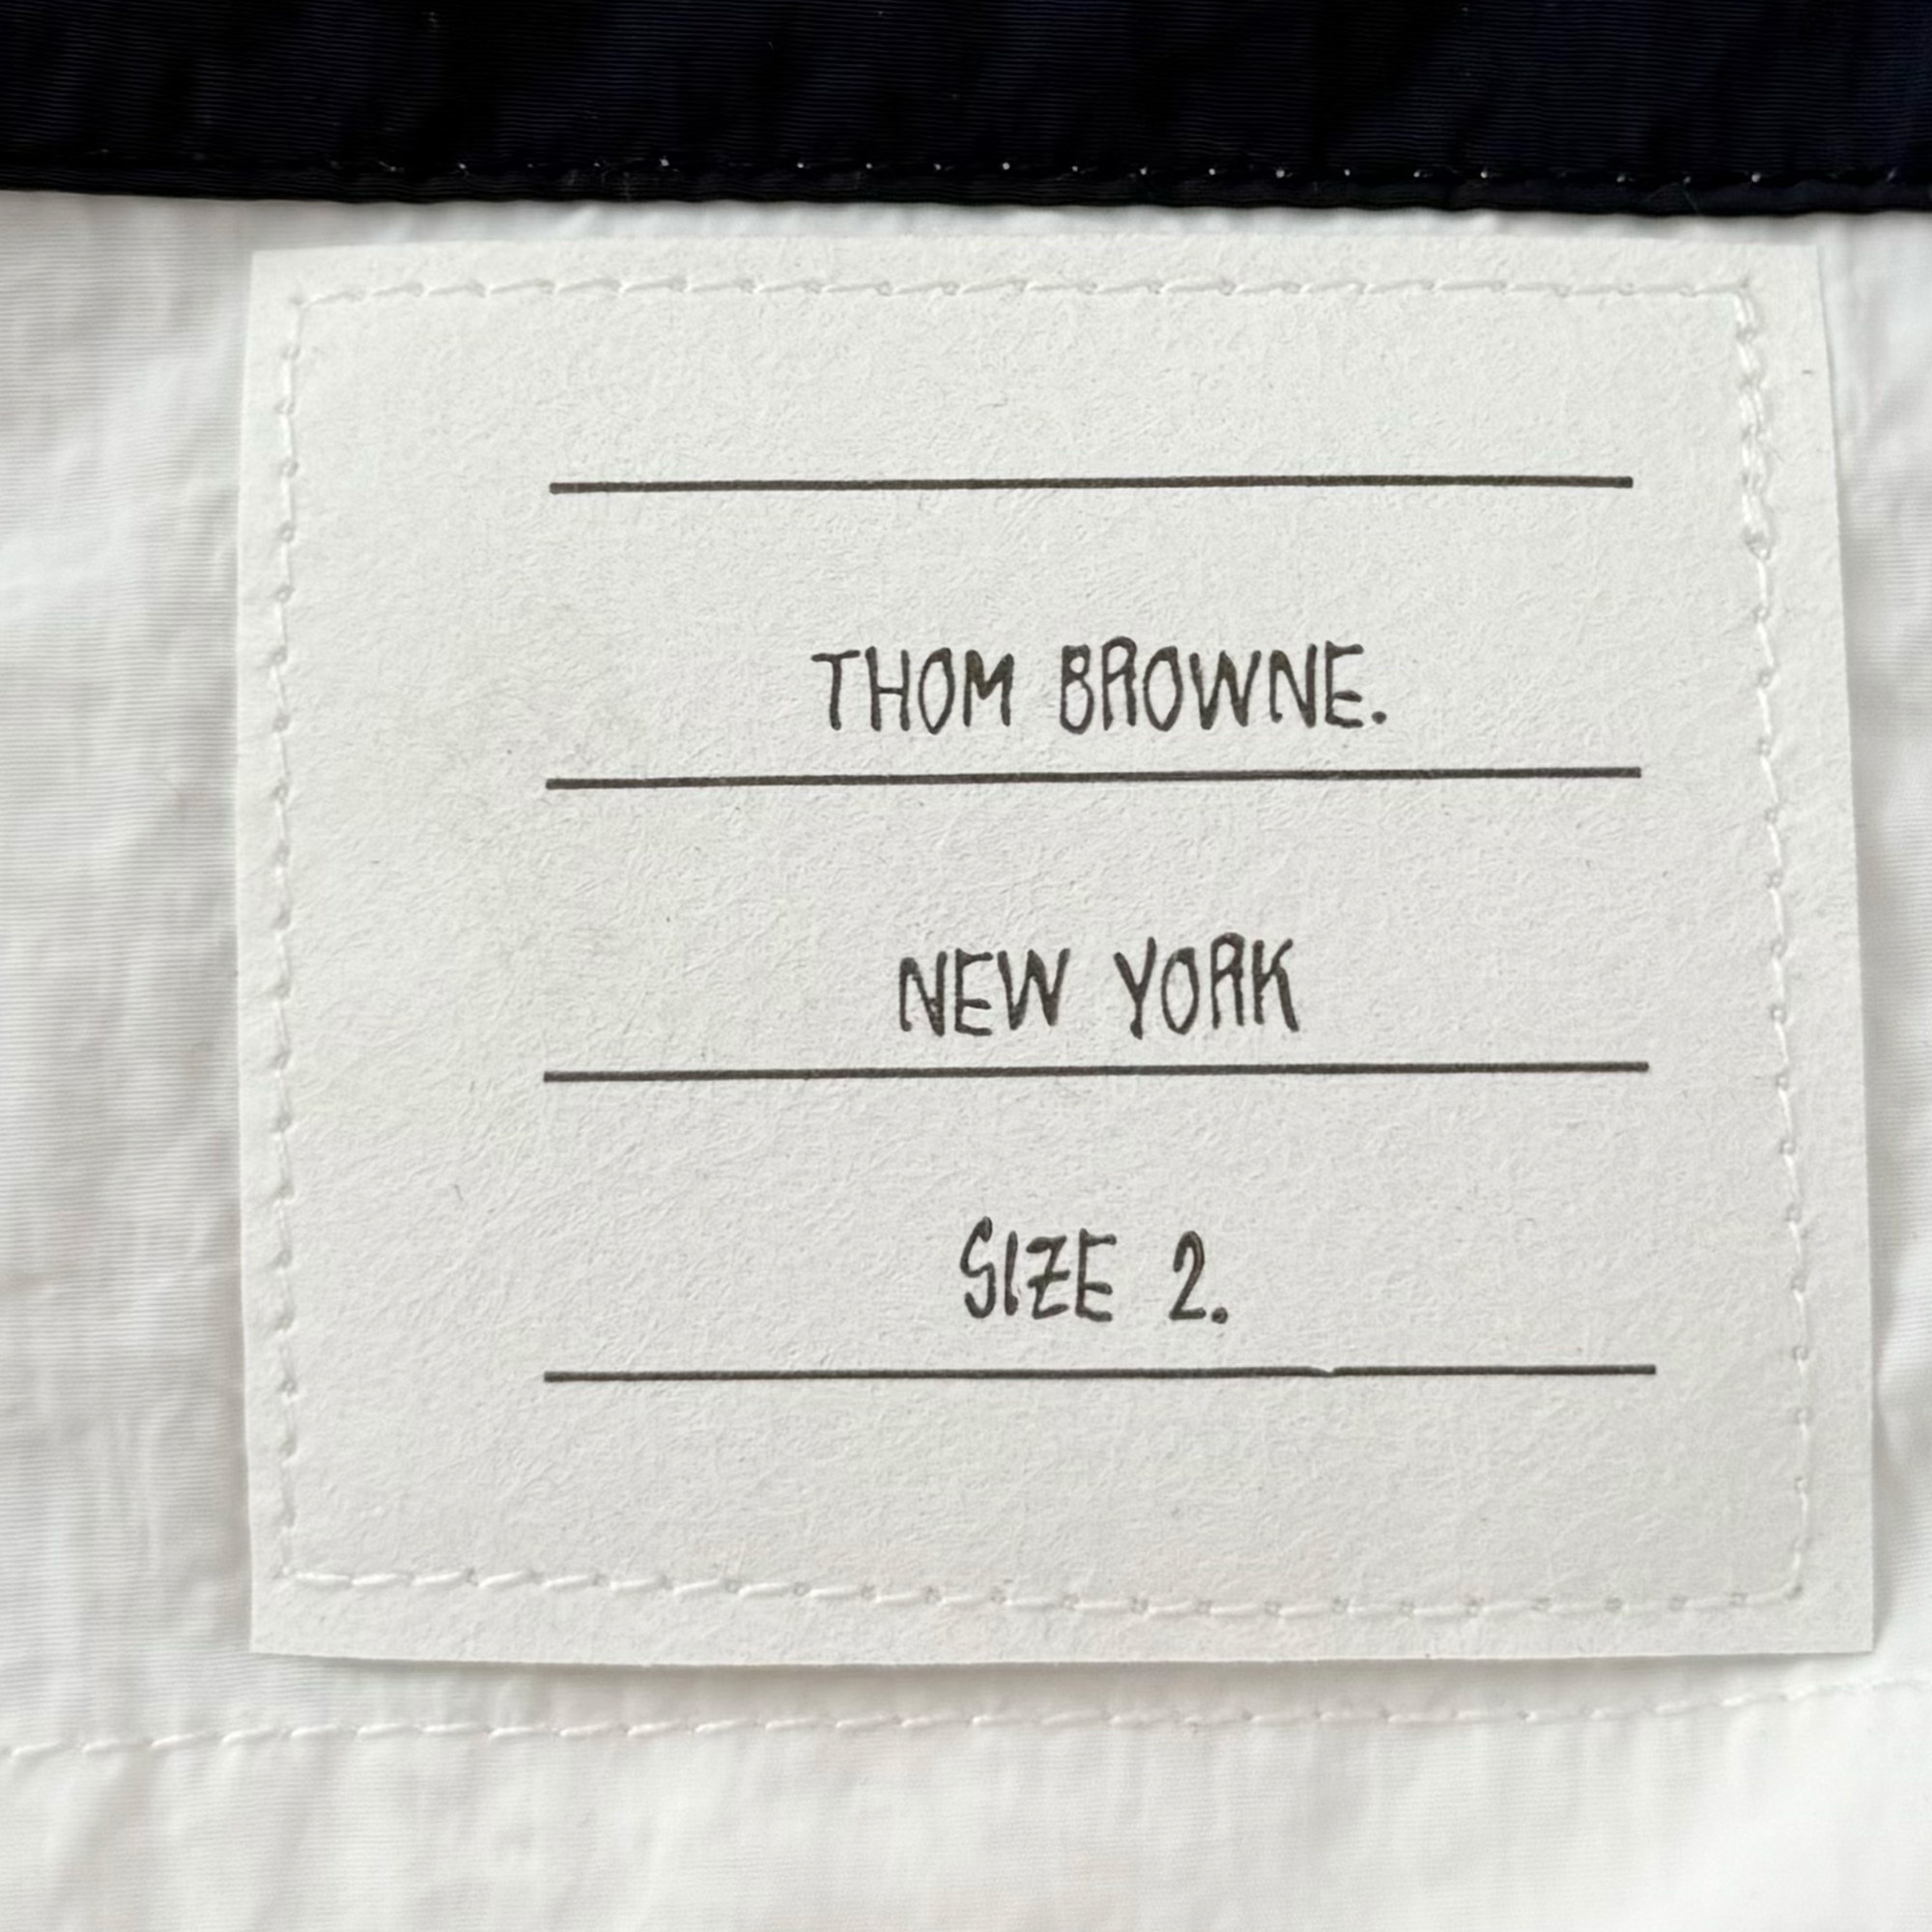 THOM BROWNE.
NEW YORK
SIZE 2.